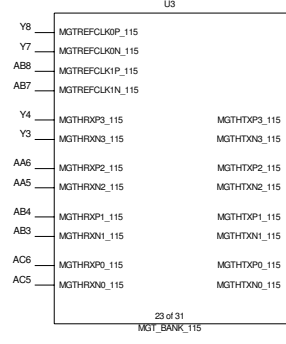 U3
Y8 MGTREFCLK0P_115
Y7 MGTREFCLK0N_115
AB8 MGTREFCLK1P_115
AB7 MGTREFCLK1N_115
Y4 MGTHRXP3_115 MGTHTXP3_115
Y3 MGTHRXN3_115 MGTHTXN3_115
AA6 MGTHRXP2_115 MGTHTXP2_115
AA5 MGTHRXN2_115 MGTHTXN2_115
AB4 MGTHRXP1_115 MGTHTXP1_115
AB3 MGTHRXN1_115 MGTHTXN1_115
AC6 MGTHRXP0_115 MGTHTXP0_115
AC5 MGTHRXN0_115 MGTHTXN0_115
23 of 31
MGT_BANK_115